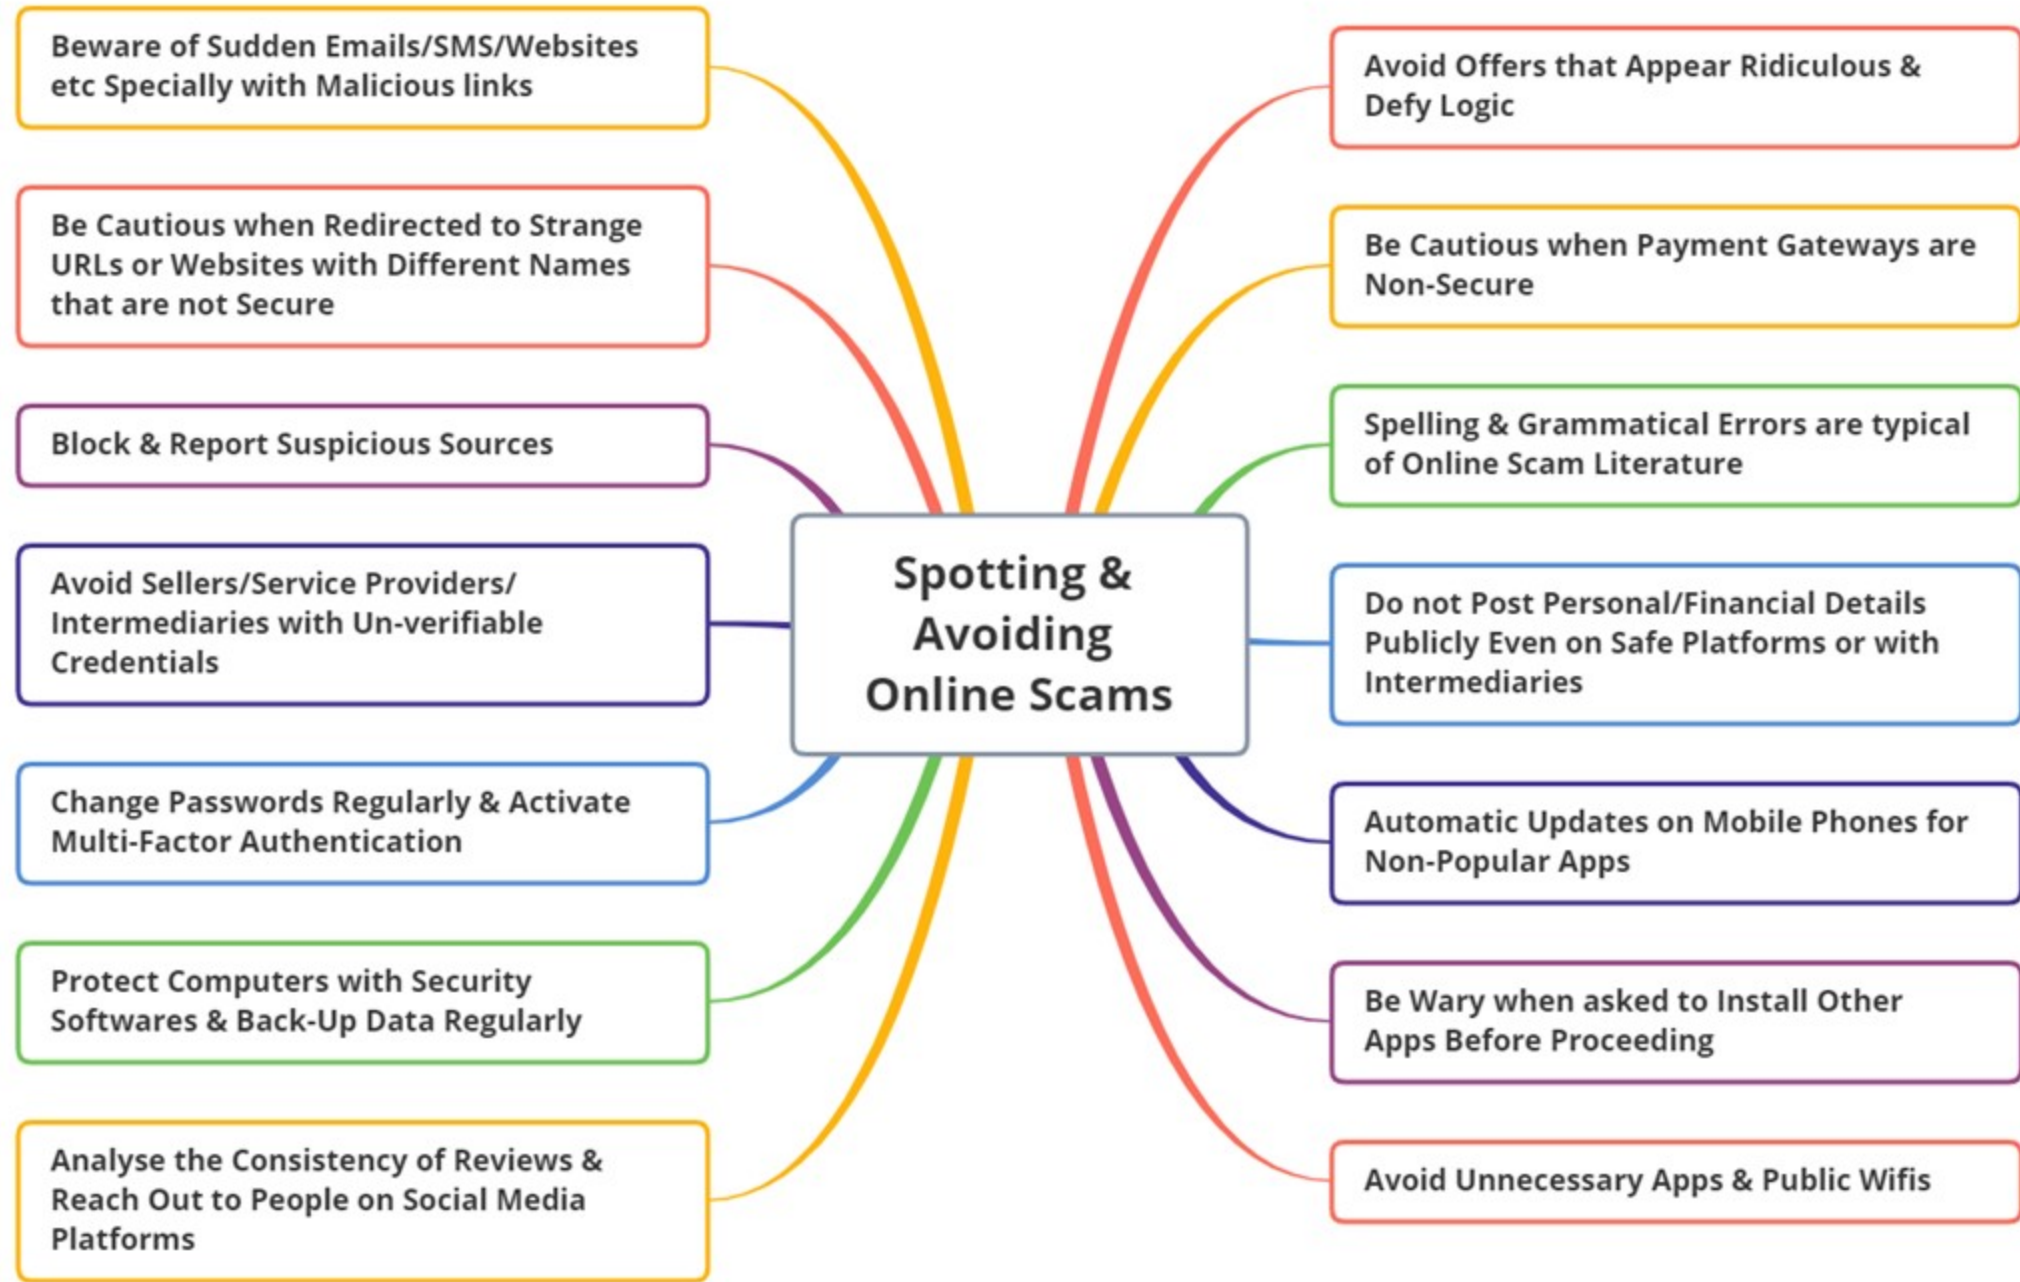 Beware of Sudden Emails/SMS/Websites
etc Specially with Malicious links
Be Cautious when Redirected to Strange
URLs or Websites with Different Names
that are not Secure
Block & Report Suspicious Sources
Avoid Sellers/Service Providers/
Intermediaries with Un-verifiable
Credentials
Change Passwords Regularly & Activate
Multi-Factor Authentication
Protect Computers with Security
Softwares & Back-Up Data Regularly
Analyse the Consistency of Reviews &
Reach Out to People on Social Media
Platforms
Spotting &
Avoiding
Online Scams
Avoid Offers that Appear Ridiculous &
Defy Logic
Be Cautious when Payment Gateways are
Non-Secure
Spelling & Grammatical Errors are typical
of Online Scam Literature
Do not Post Personal/Financial Details
Publicly Even on Safe Platforms or with
Intermediaries
Automatic Updates on Mobile Phones for
Non-Popular Apps
Be Wary when asked to Install Other
Apps Before Proceeding
Avoid Unnecessary Apps & Public Wifis